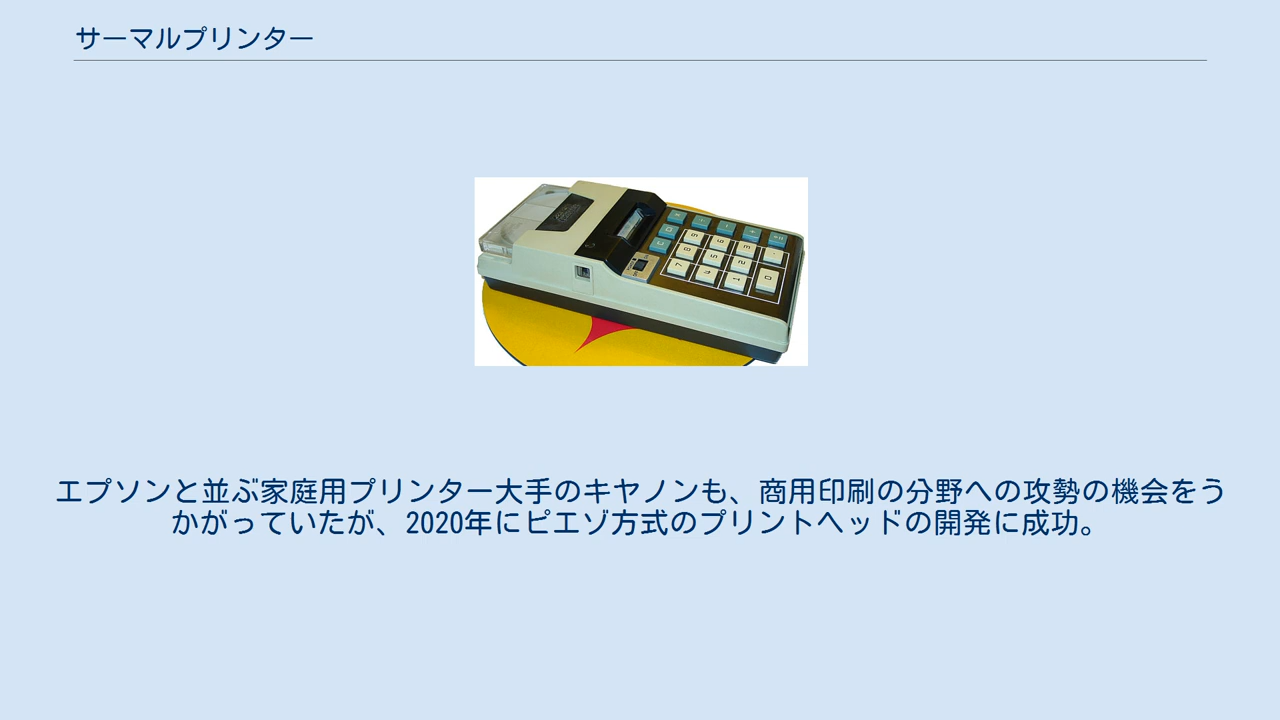 サーマルプリンター
エプソンと並ぶ家庭用プリンター大手のキヤノンも、商用印刷の分野への攻勢の機会をう
かがっていたが、2020年にピエゾ方式のプリントヘッドの開発に成功。